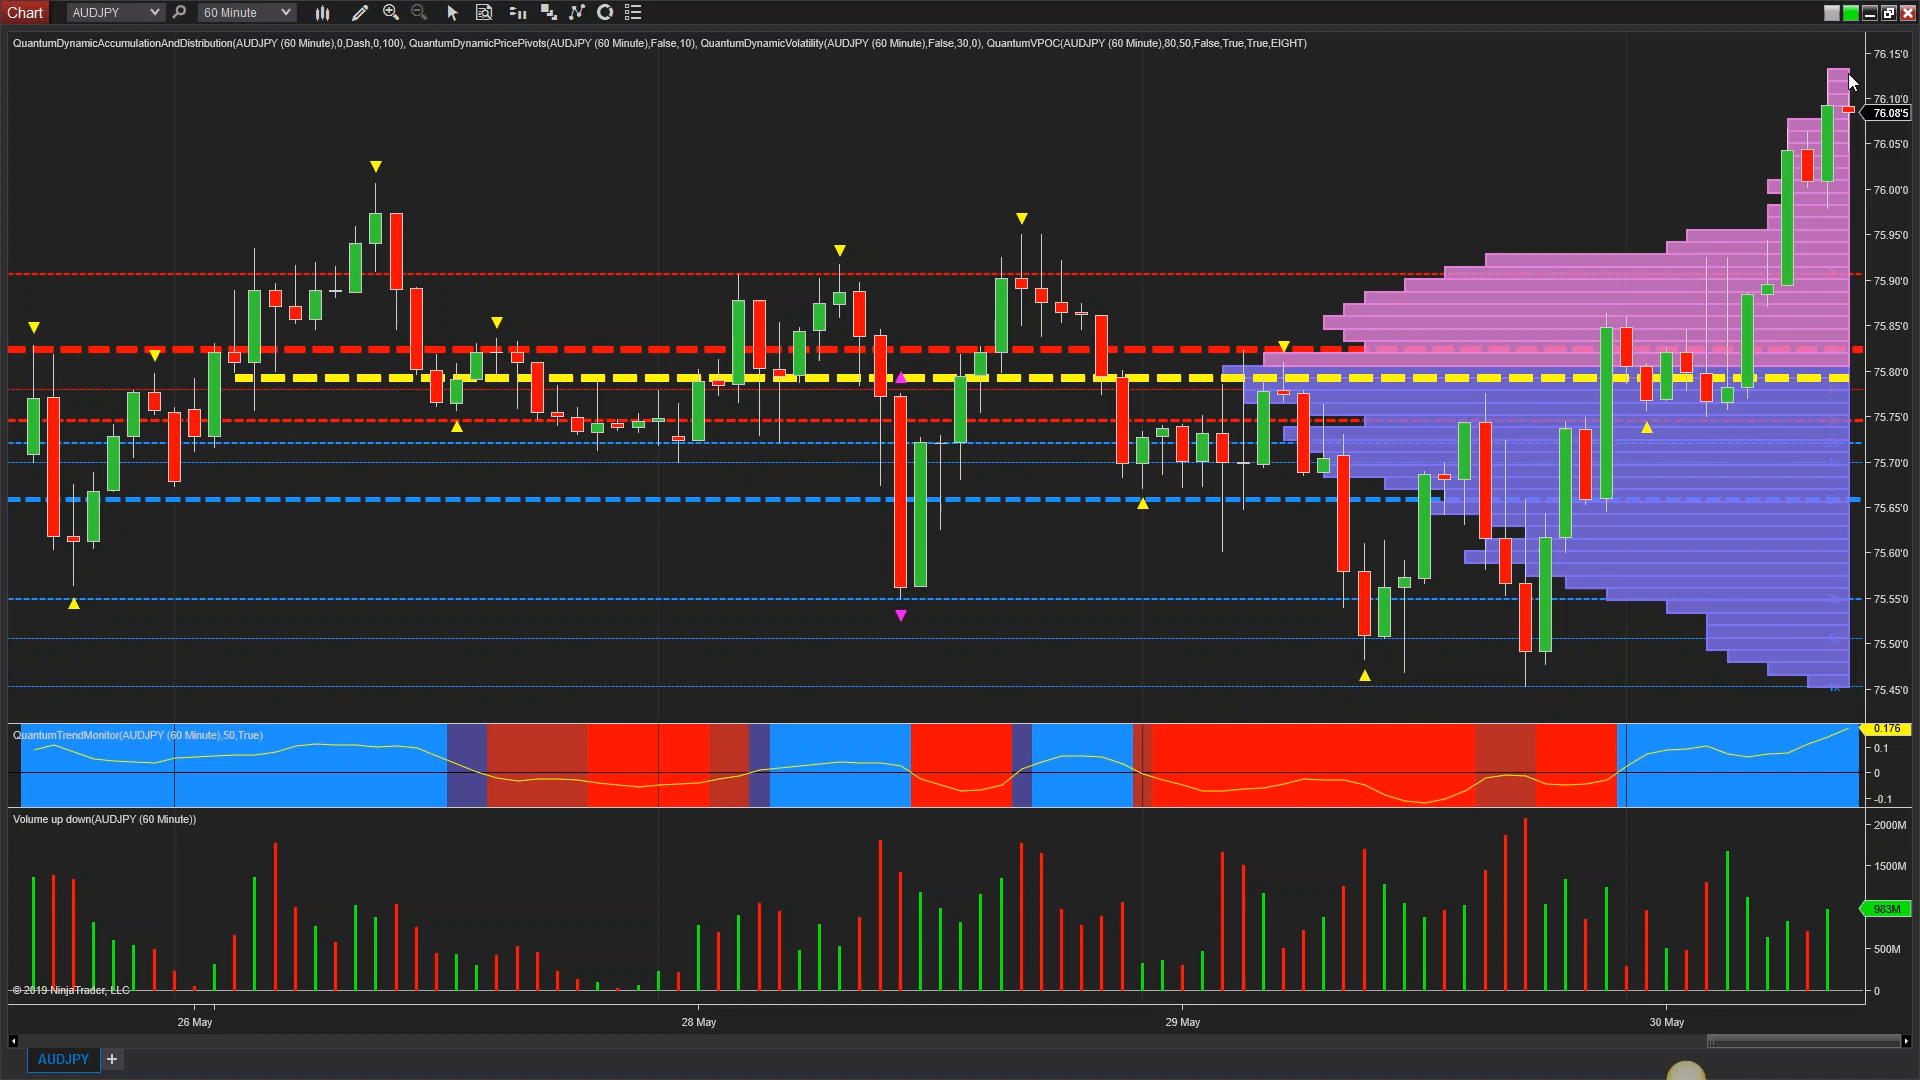 Chart AUDJPY 60 Minute
QuantumDynamicAccumulationAndDistribution(AUDJPY (60 Minute),0,Dash,0,100), QuantumDynamicPricePivots(AUDJPY (60 Minute),False,10), QuantumDynamicVolatility(AUDJPY (60 Minute),False,30,0), QuantumVPOC(AUDJPY (60 Minute),80,50,False,True,True,EIGHT)
76.15'0
76.10'0
76.08'5
76.05'0
76.00'0
75.95'0
75.90'0
75.85'0
75.80'0
75.75'0
75.70'0
75.65'0
75.60'0
75.55'0
75.50'0
75.45'0
QuantumTrendMonitor(AUDJPY (60 Minute),50,True)
0.176
0.1
0
-0.1
Volume up down(AUDJPY (60 Minute))
2000M
1500M
983M
500M
0
© 2019 NinjaTrader, LLC
26 May 28 May 29 May 30 May
AUDJPY +